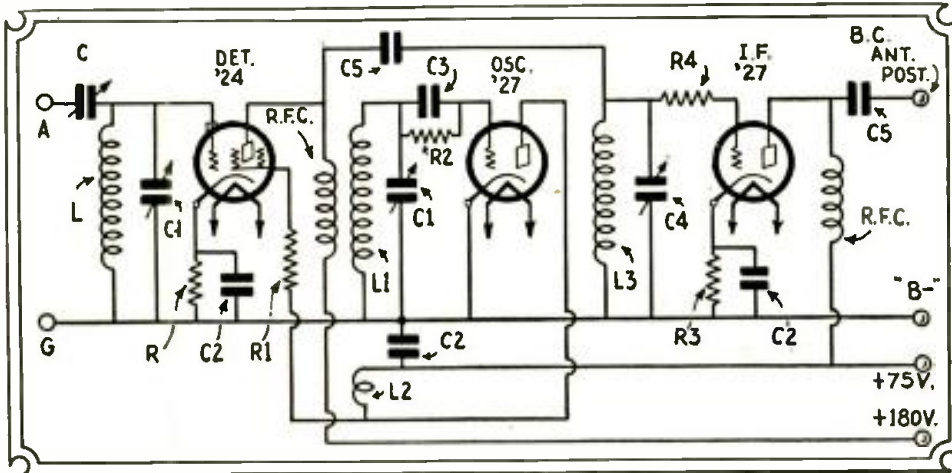 C
DET.
'24
C5
C3
OSC.
'27
R4
I.F.
'27
B.C.
ANT.
POST.)
A
R.F.C.
*R2
C5
L
C1
C1
C4
R.F.C.
L1
L3
"B-"
G
R
C2
R1
C2
R3
C2
L2
+75V.
+180V.